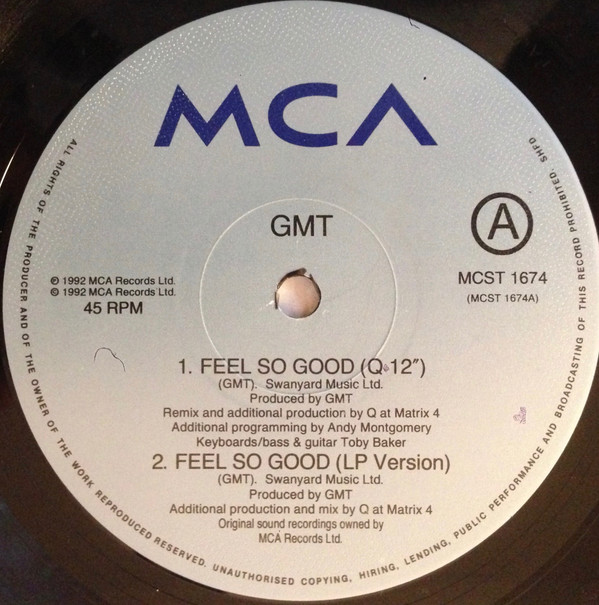 MCA
GMT
A
℗ 1992 MCA Records Ltd.
© 1992 MCA Records Ltd.
45 RPM
MCST 1674
(MCST 1674A)
1. FEEL SO GOOD (Q 12″)
(GMT). Swanyard Music Ltd.
Produced by GMT
Remix and additional production by Q at Matrix 4
Additional programming by Andy Montgomery
Keyboards/bass & guitar Toby Baker
2. FEEL SO GOOD (LP Version)
(GMT). Swanyard Music Ltd.
Produced by GMT
Additional production and mix by Q at Matrix 4
Original sound recordings owned by
MCA Records Ltd.
ALL RIGHTS OF THE PRODUCER AND OF THE OWNER OF THE WORK REPRODUCED RESERVED. UNAUTHORISED COPYING, HIRING, LENDING, PUBLIC PERFORMANCE AND BROADCASTING OF THIS RECORD PROHIBITED. SHFD